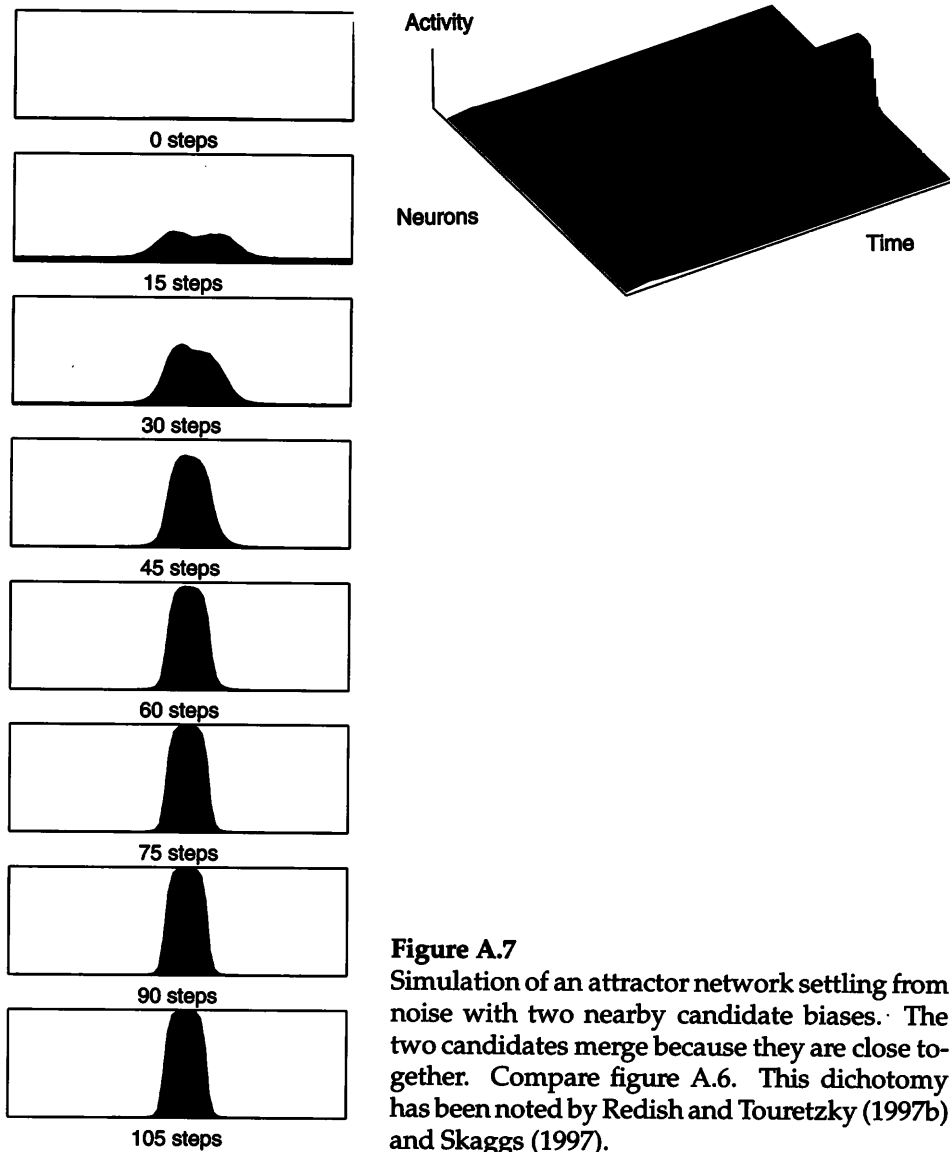 0 steps
15 steps
30 steps
45 steps
60 steps
75 steps
90 steps
105 steps
Activity
Neurons
Time
Figure A.7
Simulation of an attractor network settling from
noise with two nearby candidate biases. The
two candidates merge because they are close to-
gether. Compare figure A.6. This dichotomy
has been noted by Redish and Touretzky (1997b)
and Skaggs (1997).